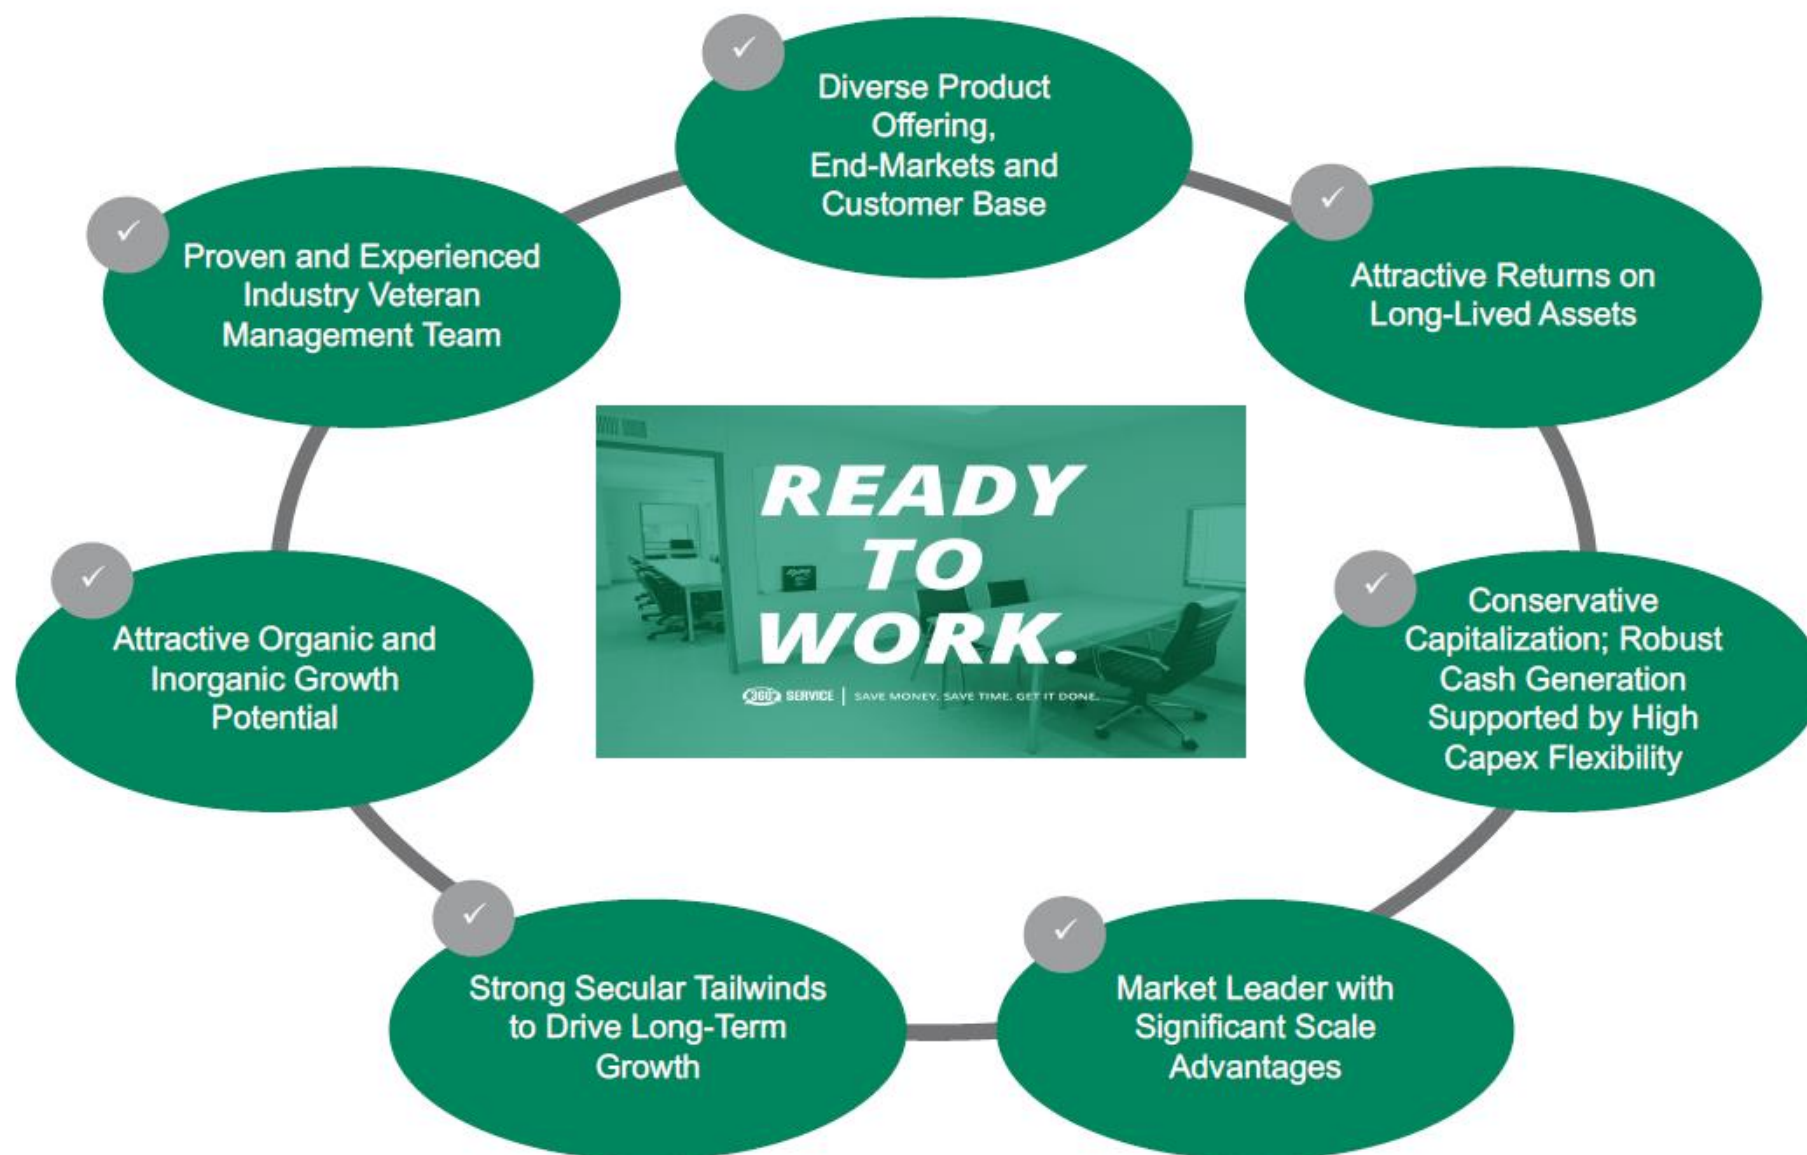 Diverse Product
Offering,
End-Markets and
Customer Base
Attractive Returns on
Long-Lived Assets
Conservative
Capitalization; Robust
Cash Generation
Supported by High
Capex Flexibility
Market Leader with
Significant Scale
Advantages
Strong Secular Tailwinds
to Drive Long-Term
Growth
Attractive Organic and
Inorganic Growth
Potential
Proven and Experienced
Industry Veteran
Management Team
READY
TO
WORK.
360° SERVICE | SAVE MONEY. SAVE TIME. GET IT DONE.